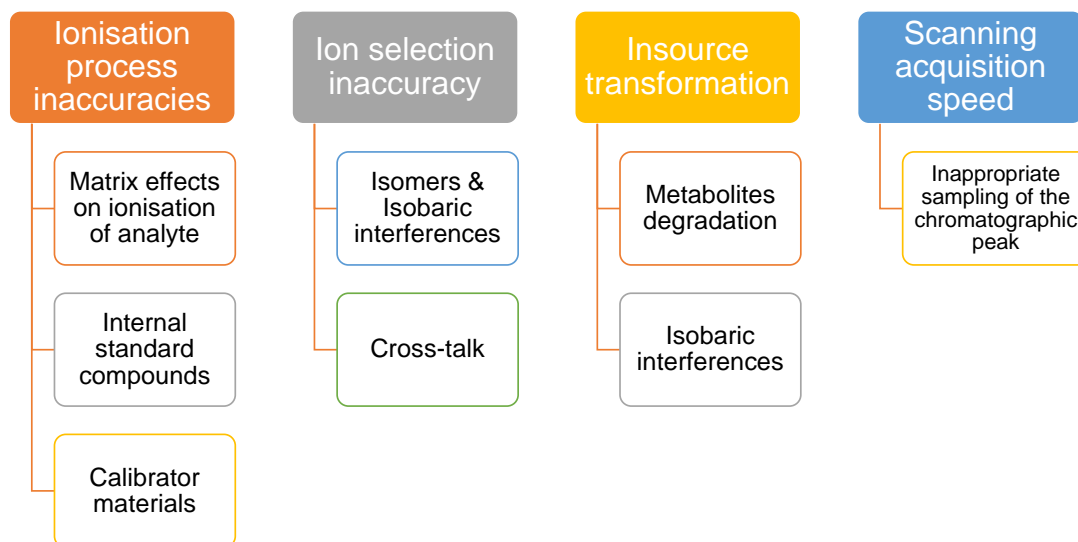 Ionisation
process
inaccuracies
Matrix effects
on ionisation
of analyte
Internal
standard
compounds
Calibrator
materials
Ion selection
inaccuracy
Isomers &
Isobaric
interferences
Cross-talk
Insource
transformation
Metabolites
degradation
Isobaric
interferences
Scanning
acquisition
speed
Inappropriate
sampling of the
chromatographic
peak